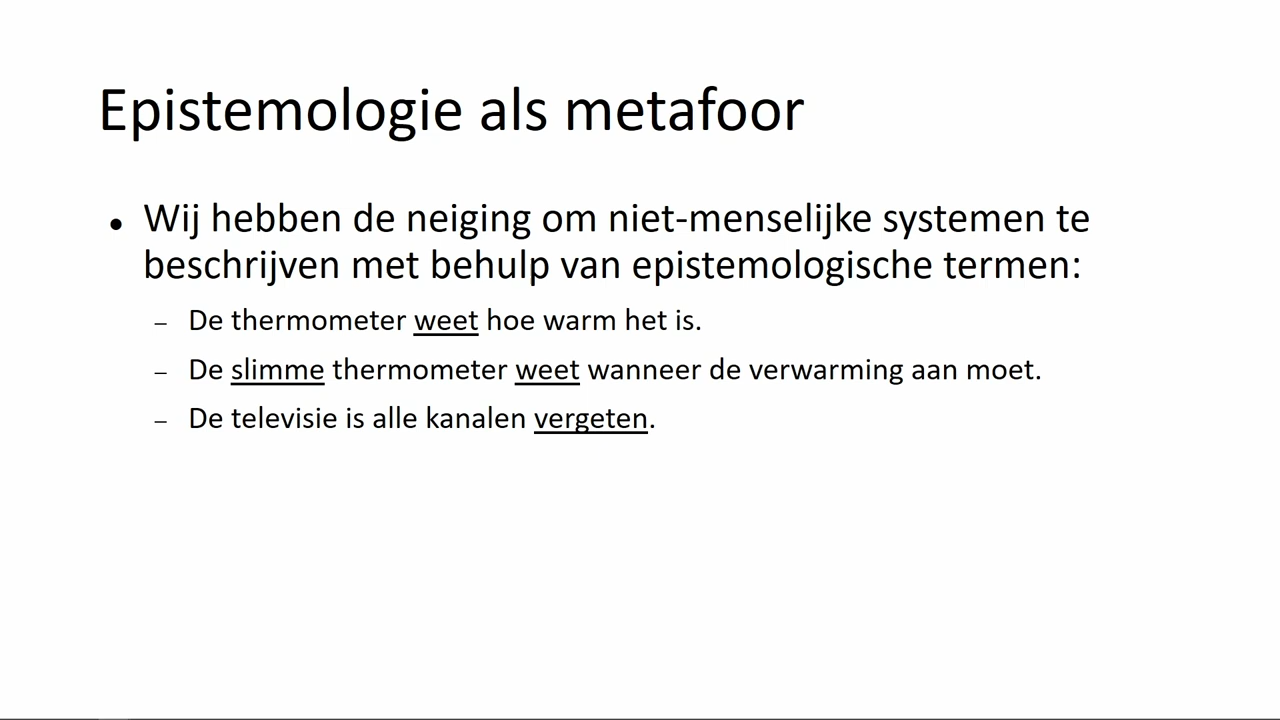 Epistemologie als metafoor
● Wij hebben de neiging om niet-menselijke systemen te
beschrijven met behulp van epistemologische termen:
– De thermometer weet hoe warm het is.
– De slimme thermometer weet wanneer de verwarming aan moet.
– De televisie is alle kanalen vergeten.